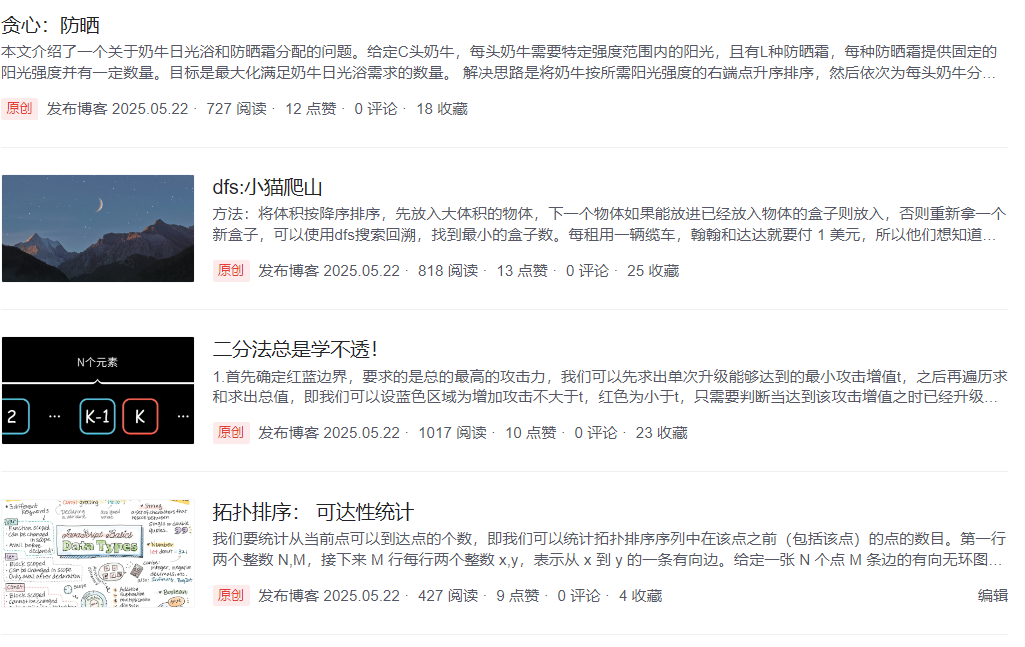 贪心：防晒
本文介绍了一个关于奶牛日光浴和防晒霜分配的问题。给定C头奶牛，每头奶牛需要特定强度范围内的阳光，且有L种防晒霜，每种防晒霜提供固定的
阳光强度并有一定数量。目标是最大化满足奶牛日光浴需求的数量。 解决思路是将奶牛按所需阳光强度的右端点升序排序，然后依次为每头奶牛分…
原创 发布博客 2025.05.22 · 727 阅读 · 12 点赞 · 0 评论 · 18 收藏
dfs:小猫爬山
方法：将体积按降序排序，先放入大体积的物体，下一个物体如果能放进已经放入物体的盒子则放入，否则重新拿一个
新盒子，可以使用dfs搜索回溯，找到最小的盒子数。每租用一辆缆车，翰翰和达达就要付 1 美元，所以他们想知道…
原创 发布博客 2025.05.22 · 818 阅读 · 13 点赞 · 0 评论 · 25 收藏
N个元素
2 ··· K-1 K ···
二分法总是学不透！
1.首先确定红蓝边界，要求的是总的最高的攻击力，我们可以先求出单次升级能够达到的最小攻击增值t，之后再遍历求
和求出总值，即我们可以设蓝色区域为增加攻击不大于t，红色为小于t，只需要判断当达到该攻击增值之时已经升级…
原创 发布博客 2025.05.22 · 1017 阅读 · 10 点赞 · 0 评论 · 23 收藏
JavaScript Basics
Data Types
拓扑排序： 可达性统计
我们要统计从当前点可以到达点的个数，即我们可以统计拓扑排序序列中在该点之前（包括该点）的点的数目。第一行
两个整数 N,M，接下来 M 行每行两个整数 x,y，表示从 x 到 y 的一条有向边。给定一张 N 个点 M 条边的有向无环图…
原创 发布博客 2025.05.22 · 427 阅读 · 9 点赞 · 0 评论 · 4 收藏
编辑